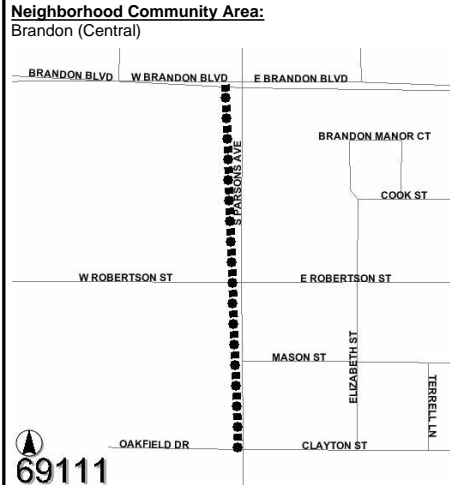 Neighborhood Community Area:
Brandon (Central)
BRANDON BLVD W BRANDON BLVD E BRANDON BLVD
BRANDON MANOR CT
S PARSONS AVE
COOK ST
W ROBERTSON ST E ROBERTSON ST
MASON ST
ELIZABETH ST
TERRELL LN
OAKFIELD DR CLAYTON ST
69111